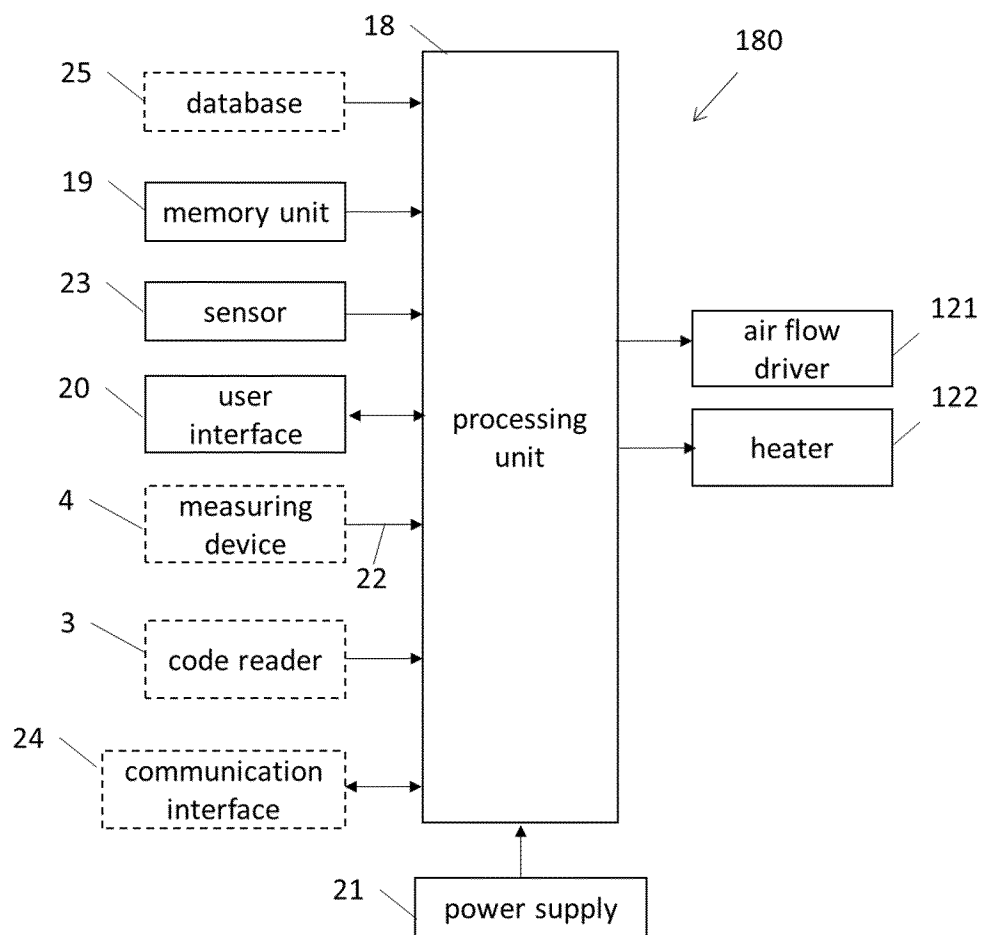 18
180
25
database
19
memory unit
23
sensor
121
air flow
driver
20
user
interface
processing
unit
122
heater
4
measuring
device
22
3
code reader
24
communication
interface
21
power supply